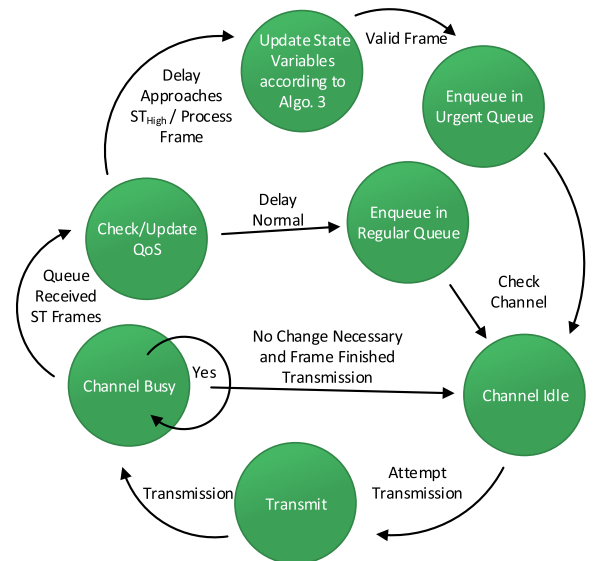 Update State
Variables
according to
Algo. 3
Valid Frame
Enqueue in
Urgent Queue
Delay
Approaches
STHigh / Process
Frame
Check/Update
QoS
Delay
Normal
Enqueue in
Regular Queue
Queue
Received
ST Frames
Check
Channel
Channel Busy
Yes
No Change Necessary
and Frame Finished
Transmission
Channel Idle
Transmission
Transmit
Attempt
Transmission